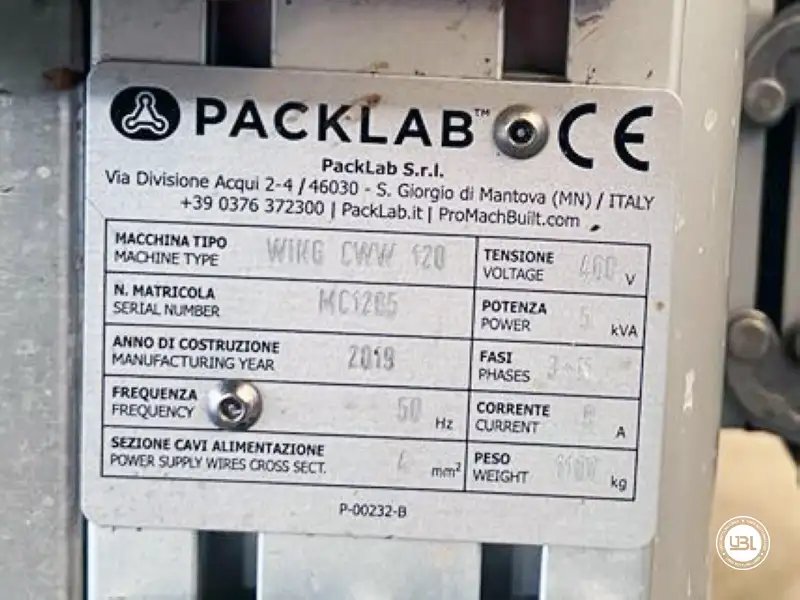 PACKLAB™ CE
PackLab S.r.l.
Via Divisione Acqui 2-4 / 46030 - S. Giorgio di Mantova (MN) / ITALY
+39 0376 372300 | PackLab.it | ProMachBuilt.com
MACCHINA TIPO
MACHINE TYPE
WING CWW 120
TENSIONE
VOLTAGE
400 V
N. MATRICOLA
SERIAL NUMBER
MC1205
POTENZA
POWER
5 kVA
ANNO DI COSTRUZIONE
MANUFACTURING YEAR
2019
FASI
PHASES
FREQUENZA
FREQUENCY
50 Hz
CORRENTE
CURRENT
A
SEZIONE CAVI ALIMENTAZIONE
POWER SUPPLY WIRES CROSS SECT.
mm²
PESO
WEIGHT
kg
P-00232-B
UBL